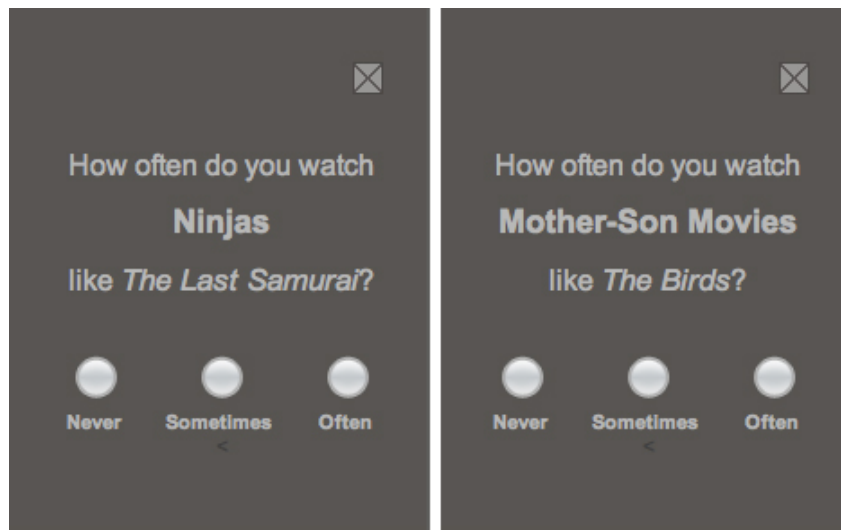 How often do you watch
Ninjas
like The Last Samurai?
Never Sometimes Often
<
How often do you watch
Mother-Son Movies
like The Birds?
Never Sometimes Often
<